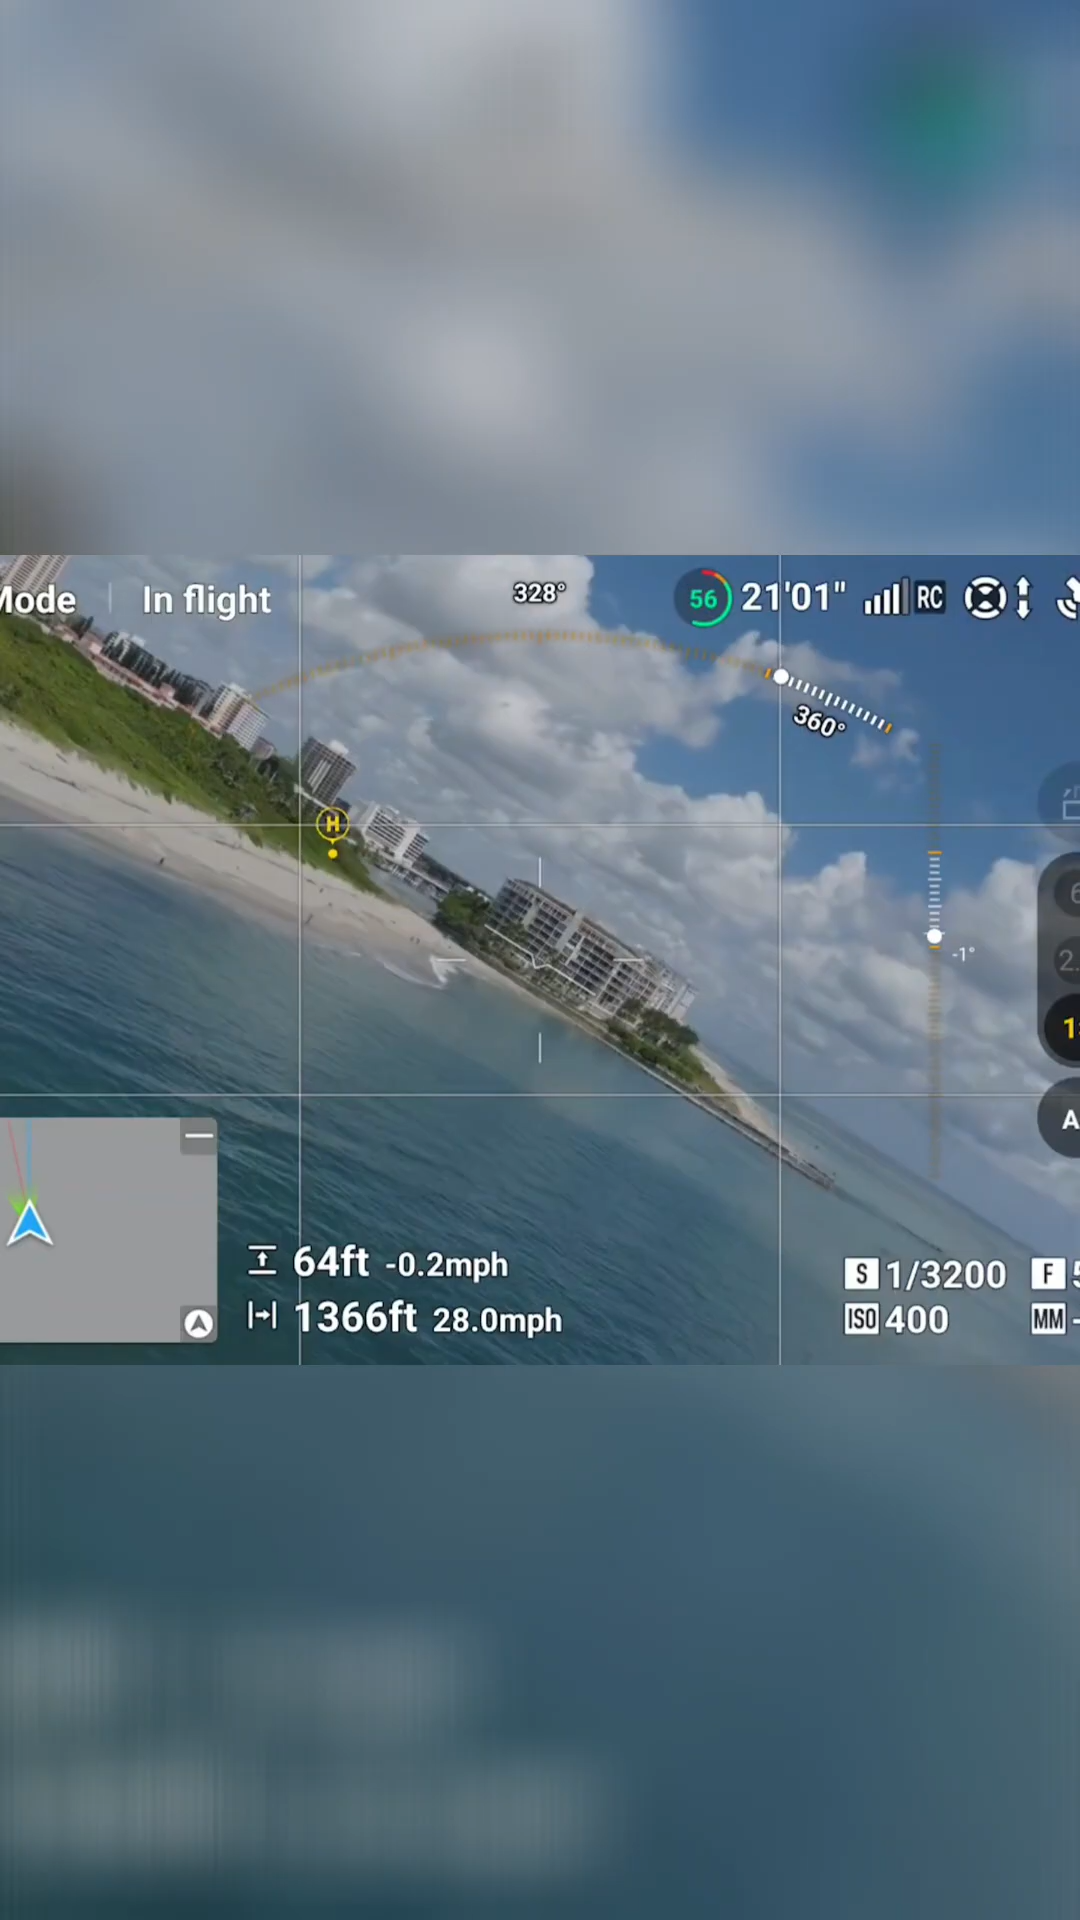 Mode | In flight
328°
56 21'01" RC
360°
H
-1°
1
A
64ft -0.2mph
1366ft 28.0mph
S 1/3200 F
ISO 400 MM